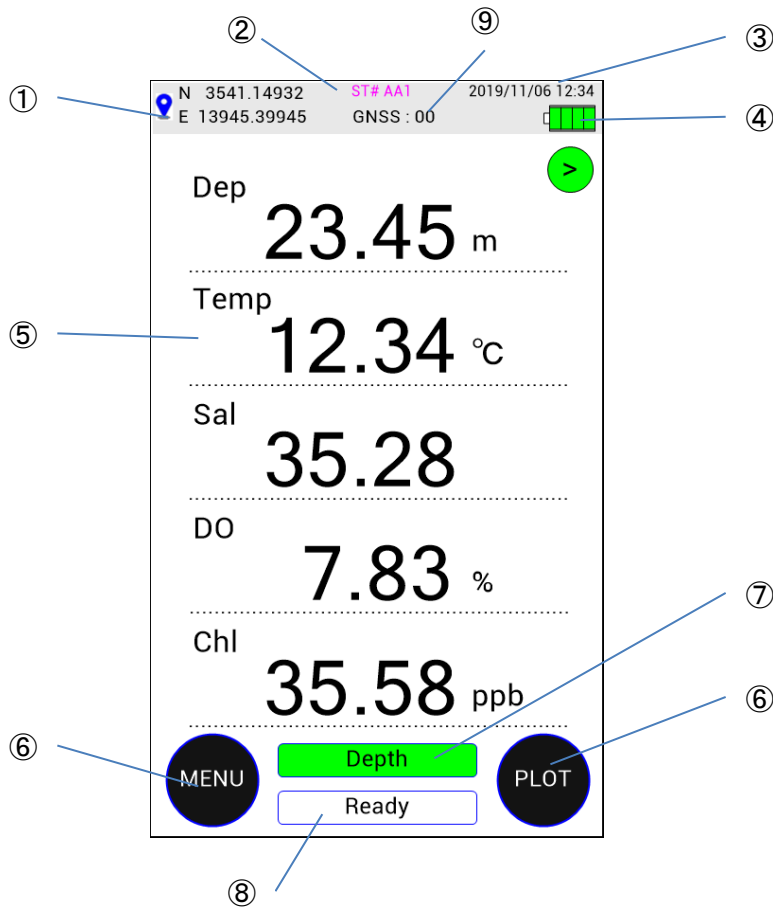 ② ⑨ ③
① N 3541.14932 ST# AA1 2019/11/06 12:34
E 13945.39945 GNSS : 00 ④
>
Dep
23.45 m
Temp
⑤ 12.34 ℃
Sal
35.28
DO
7.83 %
⑦
Chl
35.58 ppb
⑥ ⑥
MENU Depth PLOT
Ready
⑧